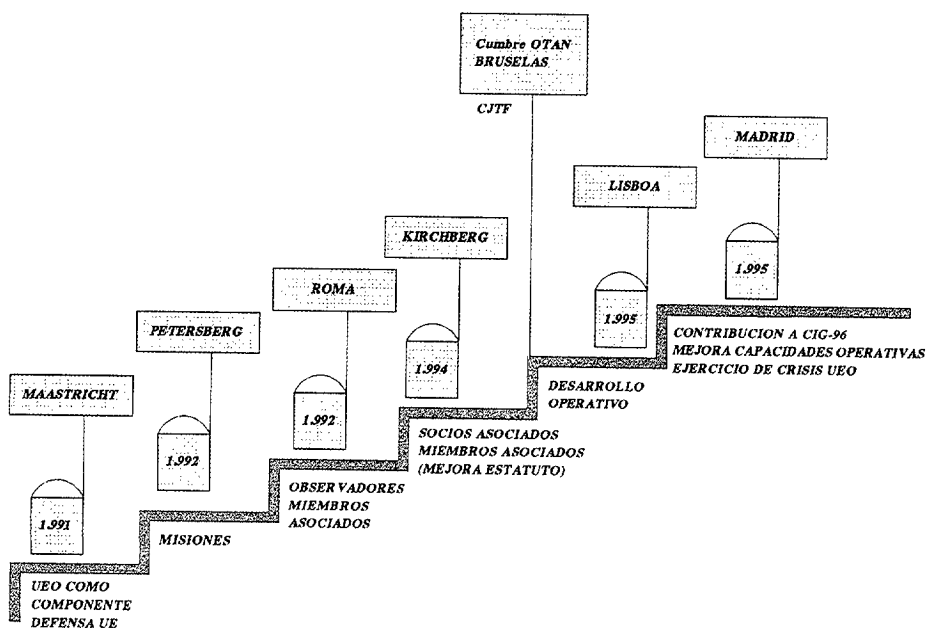 Cumbre OTAN
BRUSELAS
CJTF
MADRID
LISBOA
KIRCHBERG
ROMA
PETERSBERG
MAASTRICHT
1.991
1.992
1.992
1.994
1.995
1.995
UEO COMO
COMPONENTE
DEFENSA UE
MISIONES
OBSERVADORES
MIEMBROS
ASOCIADOS
SOCIOS ASOCIADOS
MIEMBROS ASOCIADOS
(MEJORA ESTATUTO)
DESARROLLO
OPERATIVO
CONTRIBUCION A CIG-96
MEJORA CAPACIDADES OPERATIVAS
EJERCICIO DE CRISIS UEO